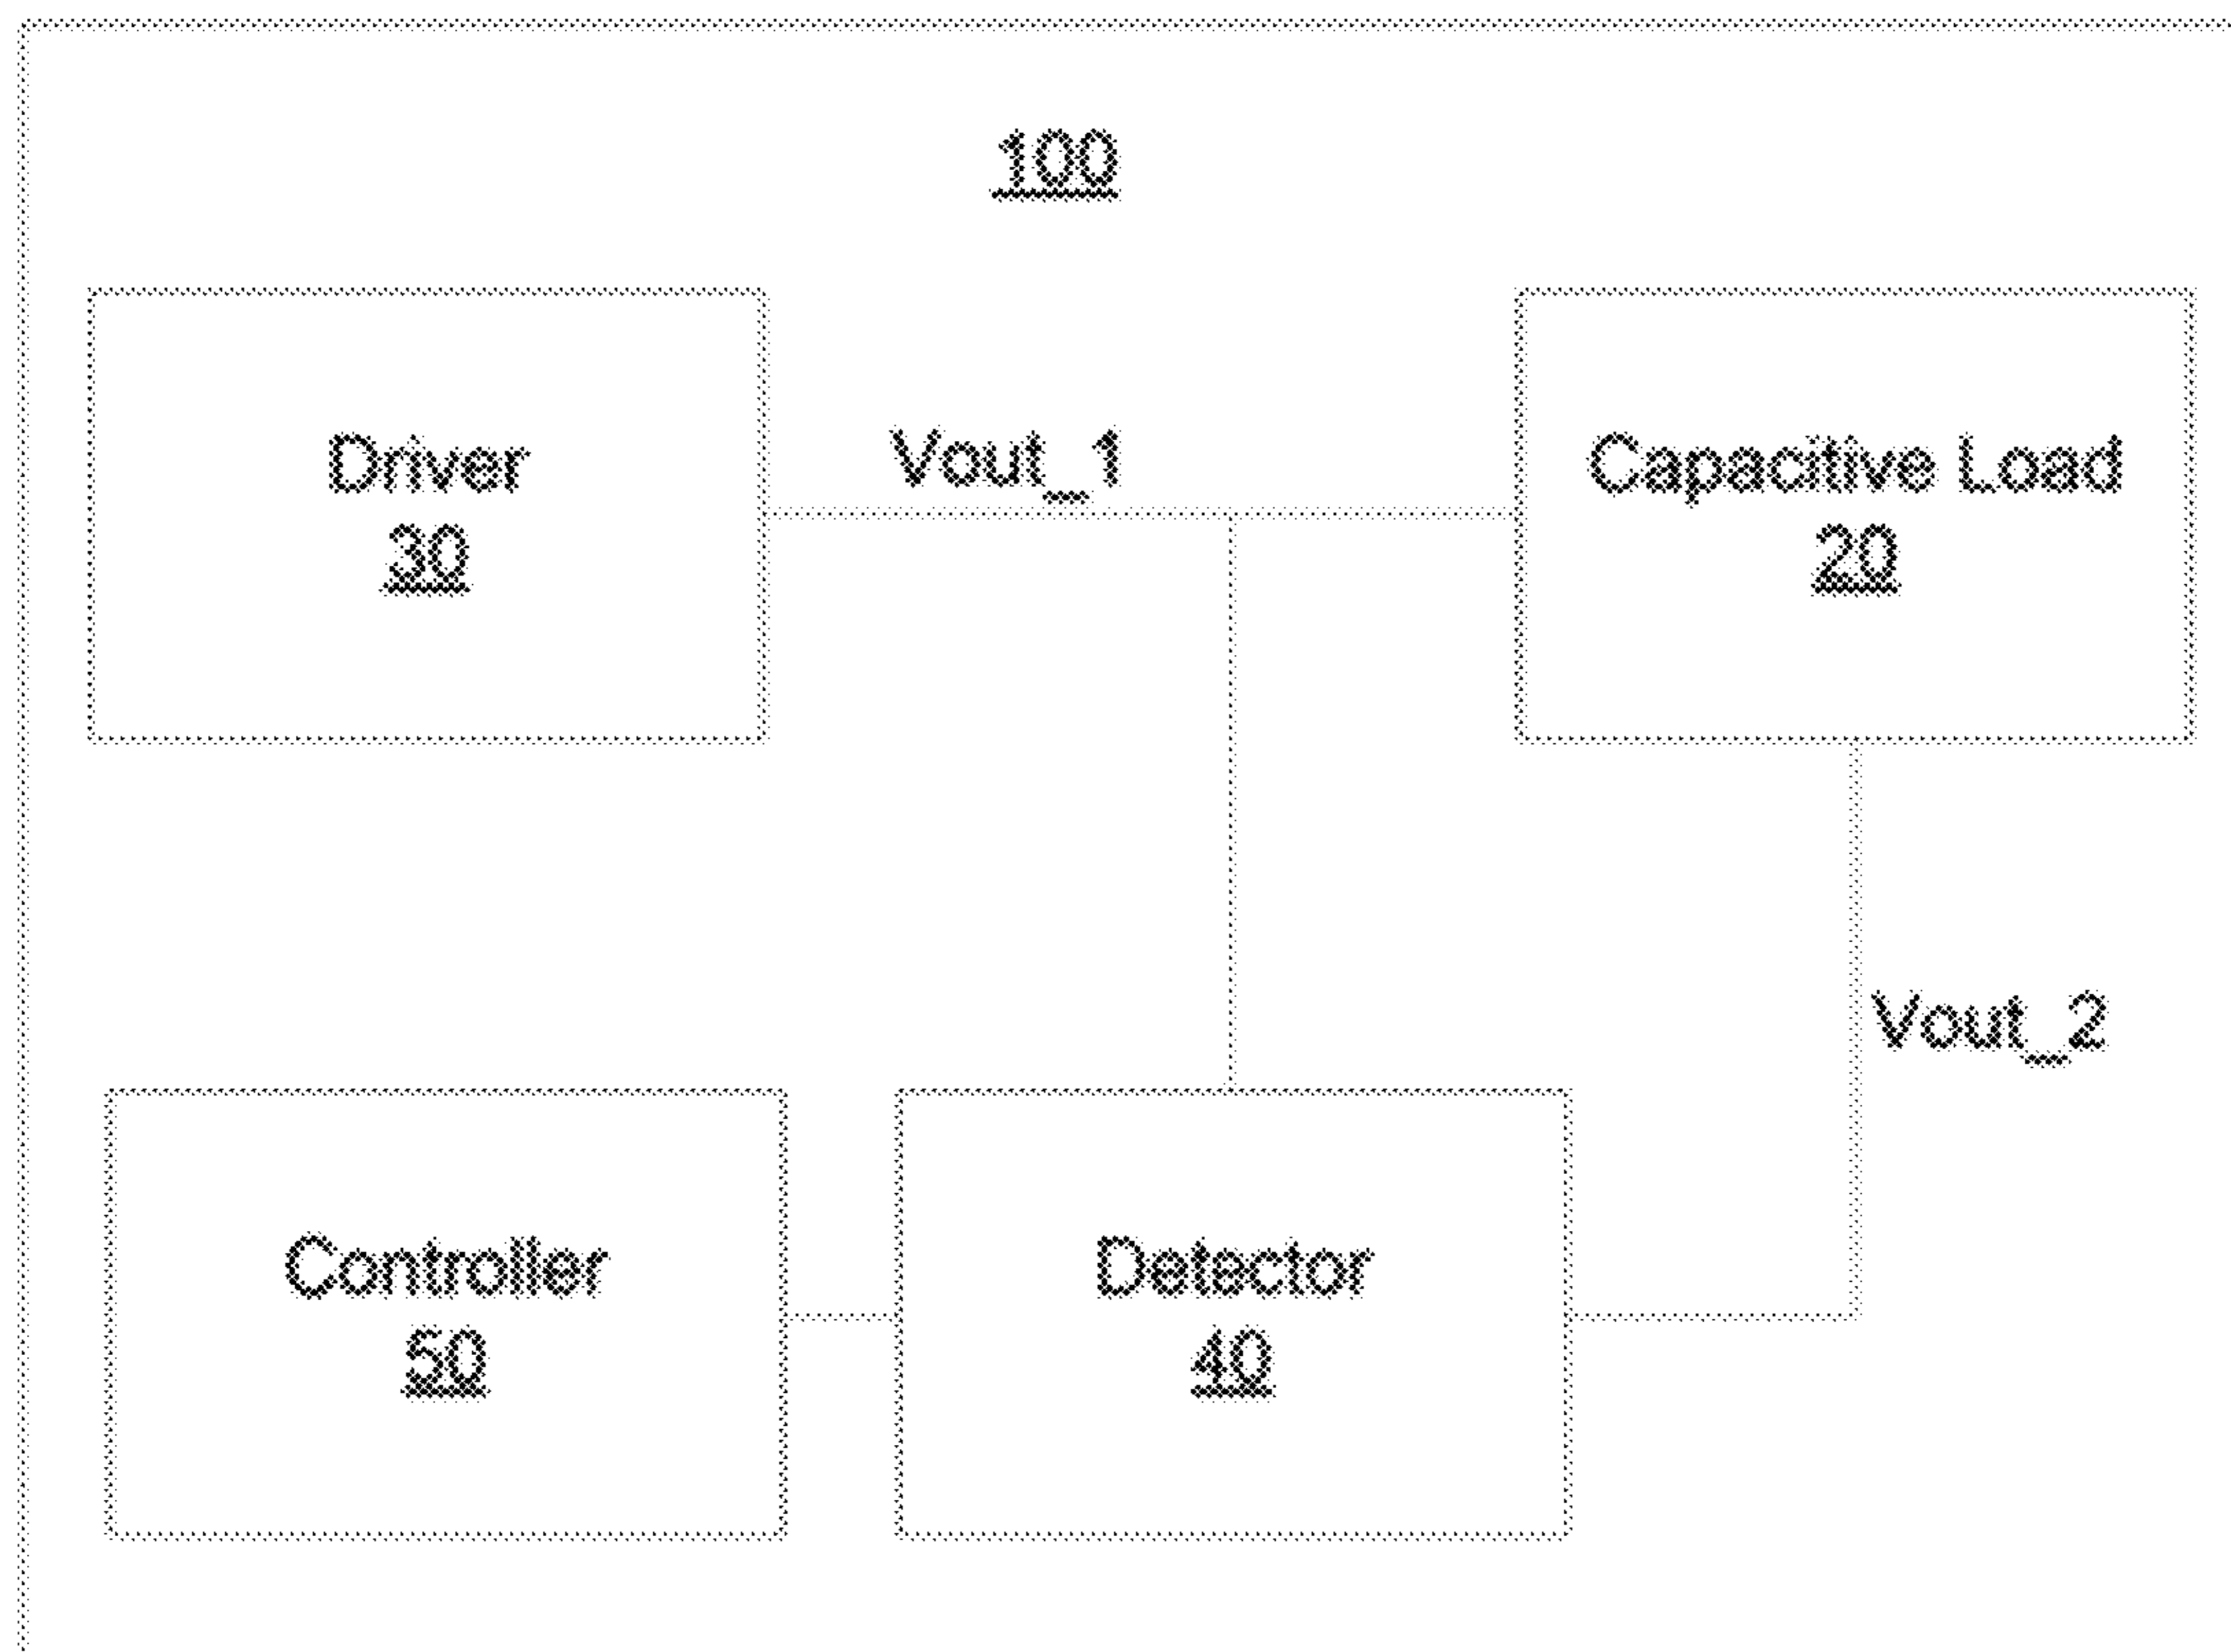 100
Driver
30
Vout_1
Capacitive Load
20
Vout_2
Controller
50
Detector
40